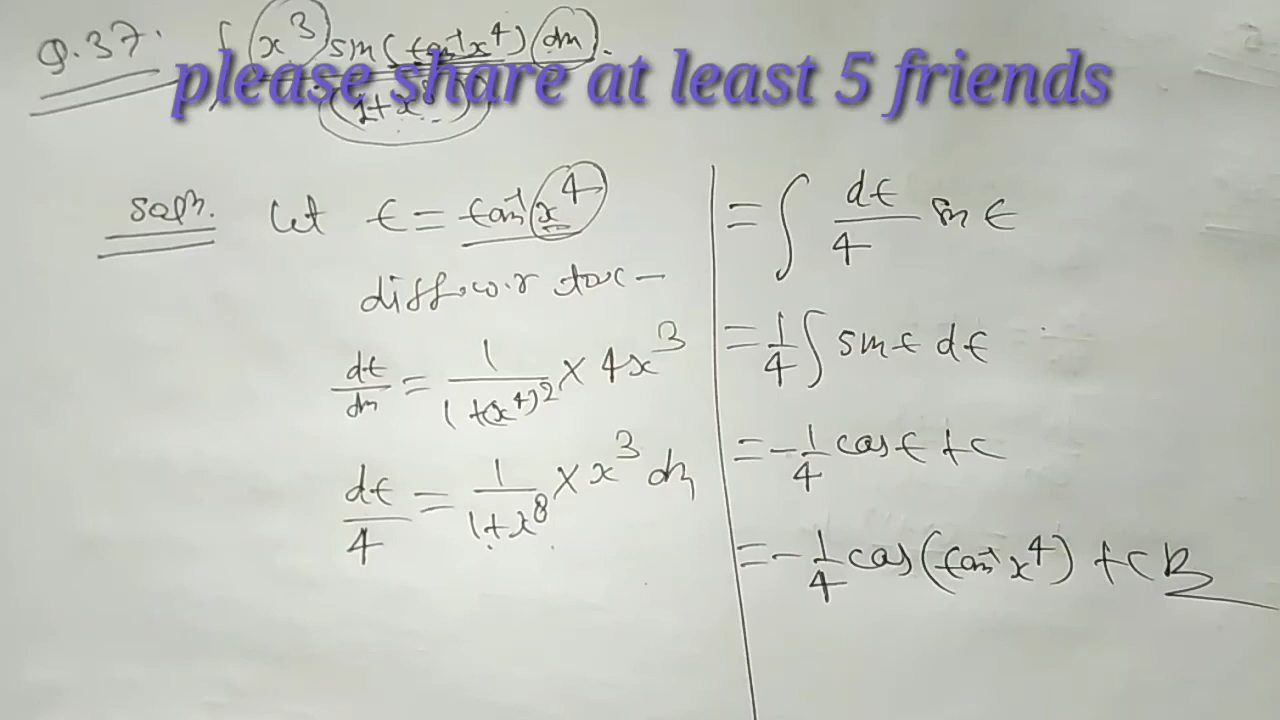 Q.37. ∫ x³ sin(tan⁻¹x⁴) dx.
please share at least 5 friends
(1+x⁸)
Soln. Let t = tan⁻¹(x⁴)
diff. w.r. to x –
dt/dx = 1/(1+(x⁴)²) × 4x³
dt/4 = 1/(1+x⁸) × x³ dx
= ∫ dt/4 sin t
= 1/4 ∫ sin t dt
= -1/4 cos t + c
= -1/4 cos(tan⁻¹x⁴) + c